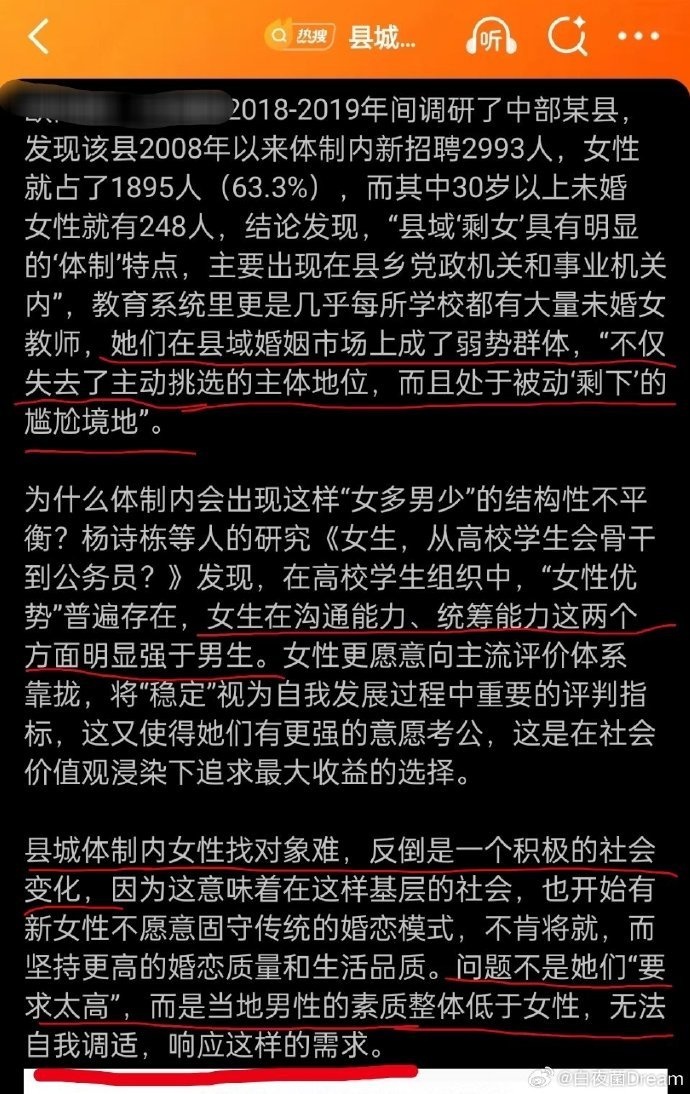 热搜
县城...
听
2018-2019年间调研了中部某县，
发现该县2008年以来体制内新招聘2993人，女性
就占了1895人（63.3%），而其中30岁以上未婚
女性就有248人，结论发现，“县域‘剩女’具有明显
的‘体制’特点，主要出现在县乡党政机关和事业机关
内”，教育系统里更是几乎每所学校都有大量未婚女
教师，她们在县域婚姻市场上成了弱势群体，“不仅
失去了主动挑选的主体地位，而且处于被动‘剩下’的
尴尬境地”。
为什么体制内会出现这样“女多男少”的结构性不平
衡？杨诗栋等人的研究《女生，从高校学生会骨干
到公务员？》发现，在高校学生组织中，“女性优
势”普遍存在，女生在沟通能力、统筹能力这两个
方面明显强于男生。女性更愿意向主流评价体系
靠拢，将“稳定”视为自我发展过程中重要的评判指
标，这又使得她们有更强的意愿考公，这是在社会
价值观浸染下追求最大收益的选择。
县城体制内女性找对象难，反倒是一个积极的社会
变化，因为这意味着在这样基层的社会，也开始有
新女性不愿意固守传统的婚恋模式，不肯将就，而
坚持更高的婚恋质量和生活品质。问题不是她们“要
求太高”，而是当地男性的素质整体低于女性，无法
自我调适，响应这样的需求。
@白夜菌Dream